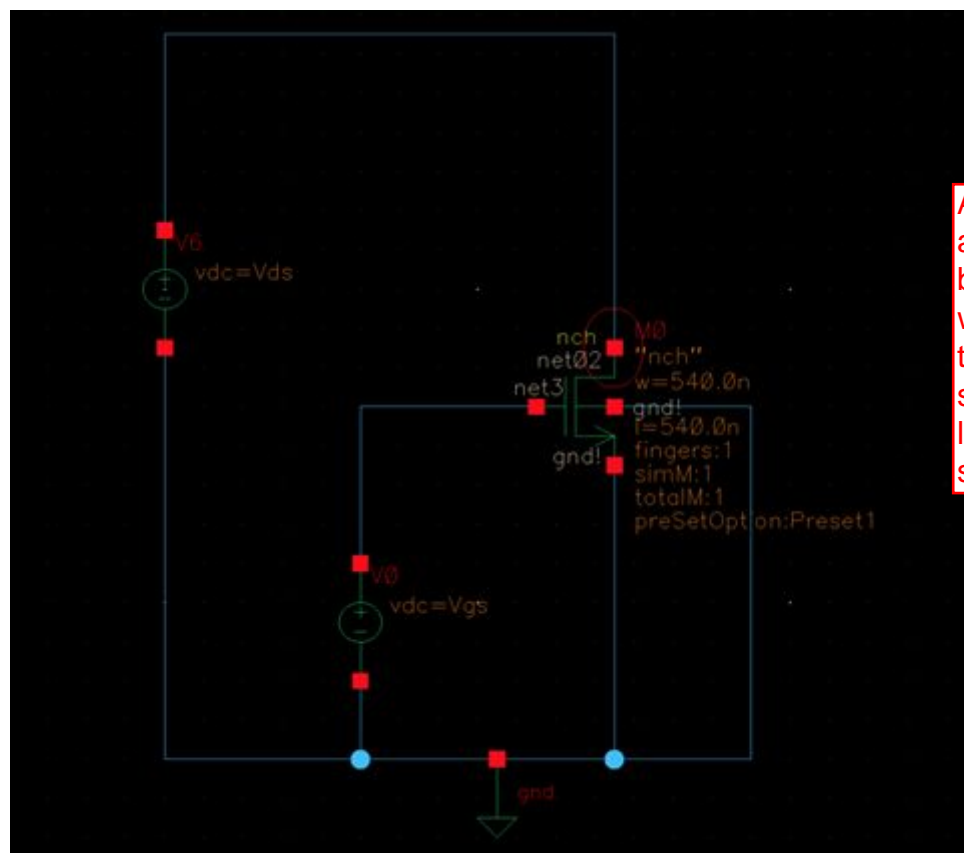 V6
vdc=Vds
nch
M0
net02
"nch"
w=540.0n
net3
gnd!
l=540.0n
gnd!
fingers:1
simM:1
totalM:1
preSetOption:Preset1
V0
vdc=Vgs
gnd